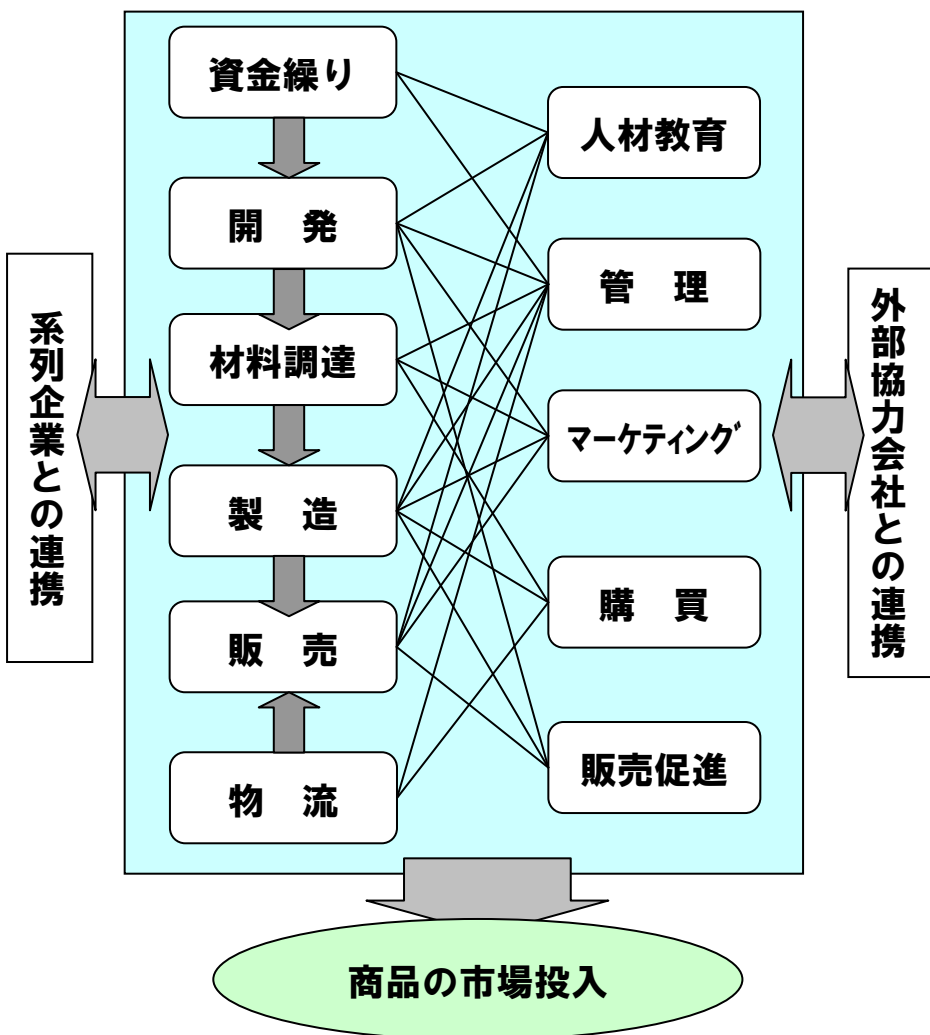 資金繰り
開　発
材料調達
製　造
販　売
物　流
人材教育
管　理
マーケティング
購　買
販売促進
系列企業との連携
外部協力会社との連携
商品の市場投入